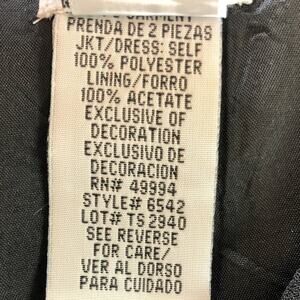 GARMENT
PRENDA DE 2 PIEZAS
JKT/DRESS: SELF
100% POLYESTER
LINING/FORRO
100% ACETATE
EXCLUSIVE OF
DECORATION
EXCLUSIVO DE
DECORACION
RN# 49994
STYLE# 6542
LOT# TS 2940
SEE REVERSE
FOR CARE/
VER AL DORSO
PARA CUIDADO